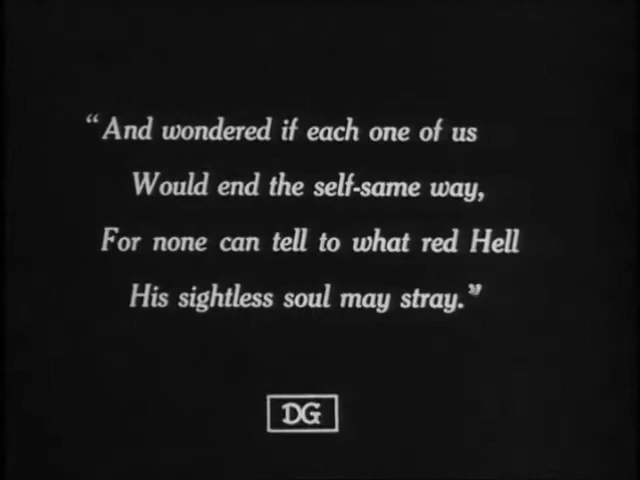 “And wondered if each one of us
Would end the self-same way,
For none can tell to what red Hell
His sightless soul may stray.”
DG